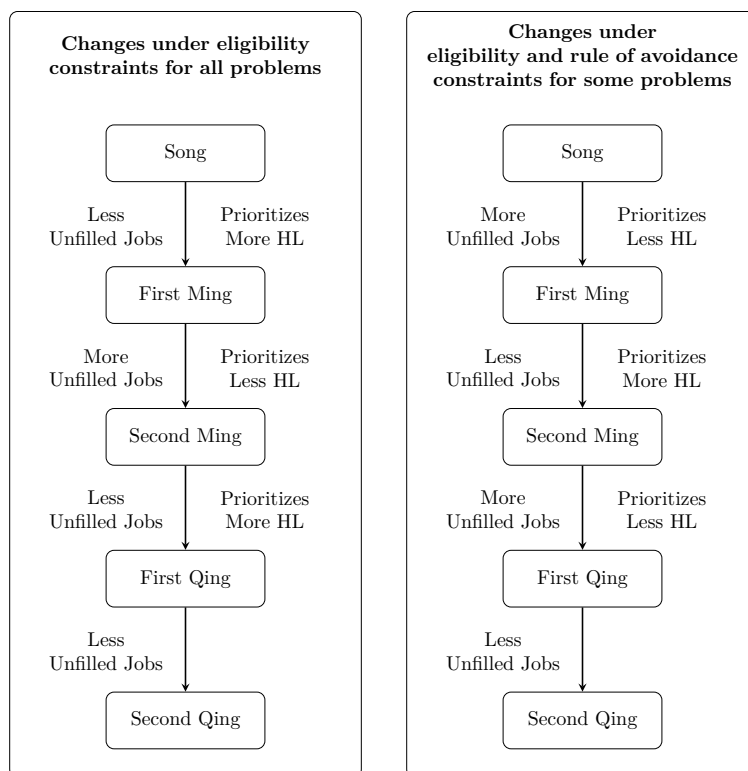 Changes under eligibility
constraints for all problems
Song
Less
Unfilled Jobs
Prioritizes
More HL
First Ming
More
Unfilled Jobs
Prioritizes
Less HL
Second Ming
Less
Unfilled Jobs
Prioritizes
More HL
First Qing
Less
Unfilled Jobs
Second Qing
Changes under
eligibility and rule of avoidance
constraints for some problems
Song
More
Unfilled Jobs
Prioritizes
Less HL
First Ming
Less
Unfilled Jobs
Prioritizes
More HL
Second Ming
More
Unfilled Jobs
Prioritizes
Less HL
First Qing
Less
Unfilled Jobs
Second Qing